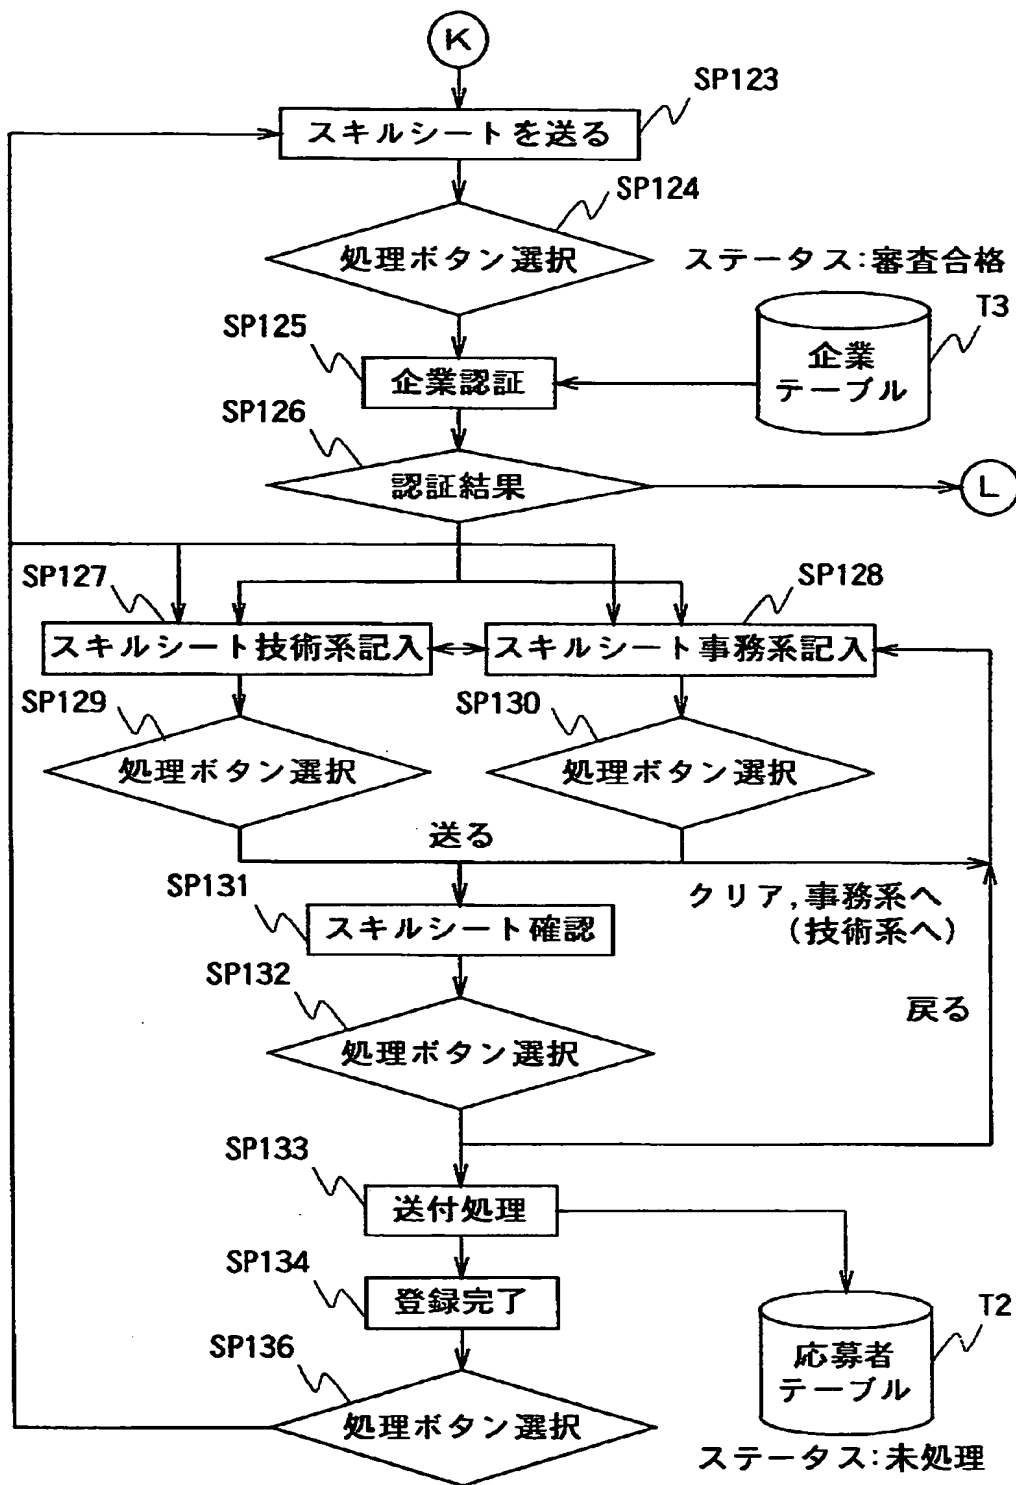 K
SP123
スキルシートを送る
SP124
処理ボタン選択
ステータス:審査合格
T3
企業
テーブル
SP125
企業認証
SP126
認証結果
L
SP127
スキルシート技術系記入
SP128
スキルシート事務系記入
SP129
処理ボタン選択
SP130
処理ボタン選択
送る
クリア,事務系へ
(技術系へ)
SP131
スキルシート確認
SP132
処理ボタン選択
戻る
SP133
送付処理
SP134
登録完了
T2
応募者
テーブル
SP136
処理ボタン選択
ステータス:未処理